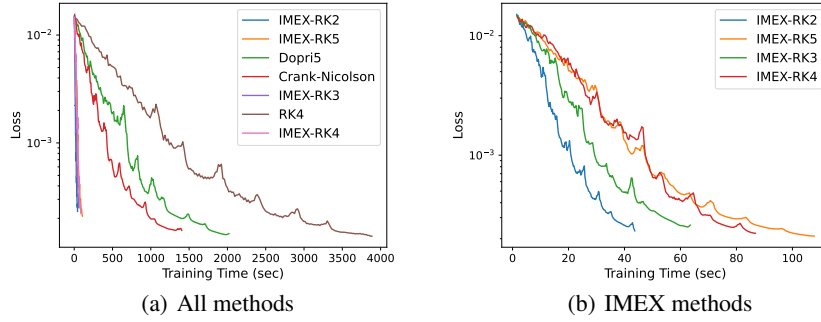 IMEX-RK2
IMEX-RK5
Dopri5
Crank-Nicolson
IMEX-RK3
RK4
IMEX-RK4
Loss
10⁻²
10⁻³
0 500 1000 1500 2000 2500 3000 3500 4000
Training Time (sec)
(a) All methods
IMEX-RK2
IMEX-RK5
IMEX-RK3
IMEX-RK4
Loss
10⁻²
10⁻³
0 20 40 60 80 100
Training Time (sec)
(b) IMEX methods